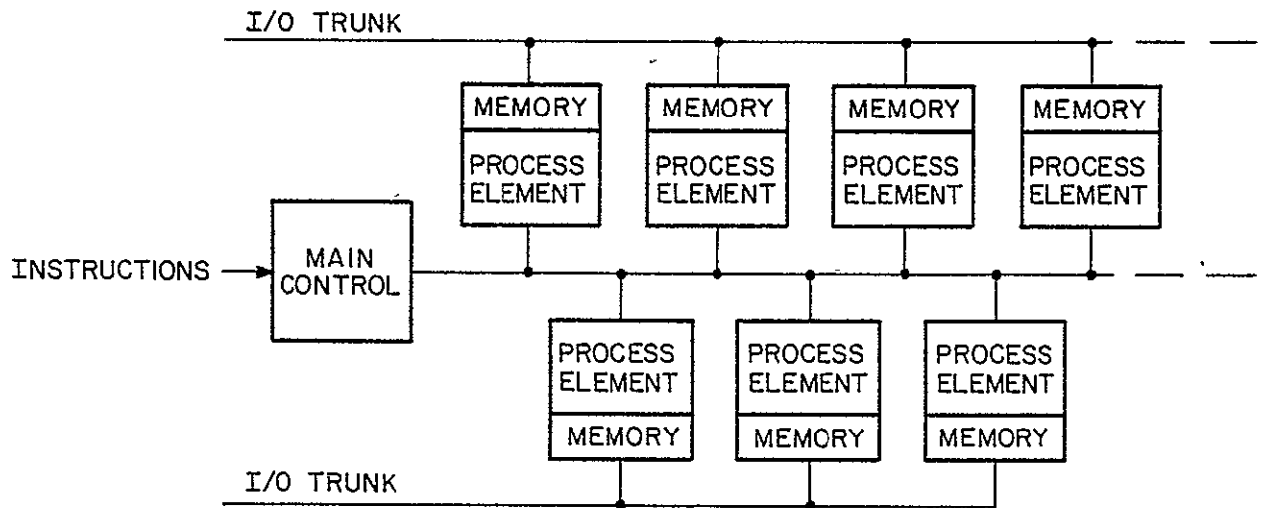 I/O TRUNK
MEMORY
PROCESS
ELEMENT
MEMORY
PROCESS
ELEMENT
MEMORY
PROCESS
ELEMENT
MEMORY
PROCESS
ELEMENT
INSTRUCTIONS
MAIN
CONTROL
PROCESS
ELEMENT
MEMORY
PROCESS
ELEMENT
MEMORY
PROCESS
ELEMENT
MEMORY
I/O TRUNK